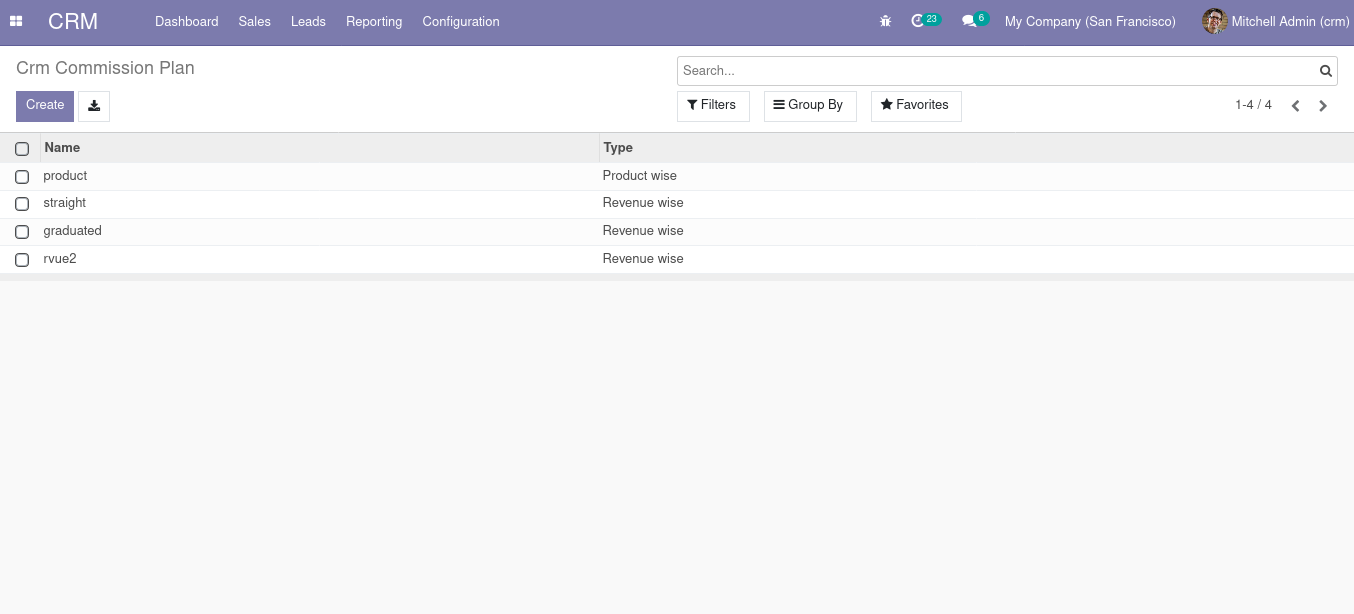 CRM Dashboard Sales Leads Reporting Configuration 23 6 My Company (San Francisco) Mitchell Admin (crm)
Crm Commission Plan
Search...
Create Filters Group By Favorites 1-4 / 4
Name Type
product Product wise
straight Revenue wise
graduated Revenue wise
rvue2 Revenue wise